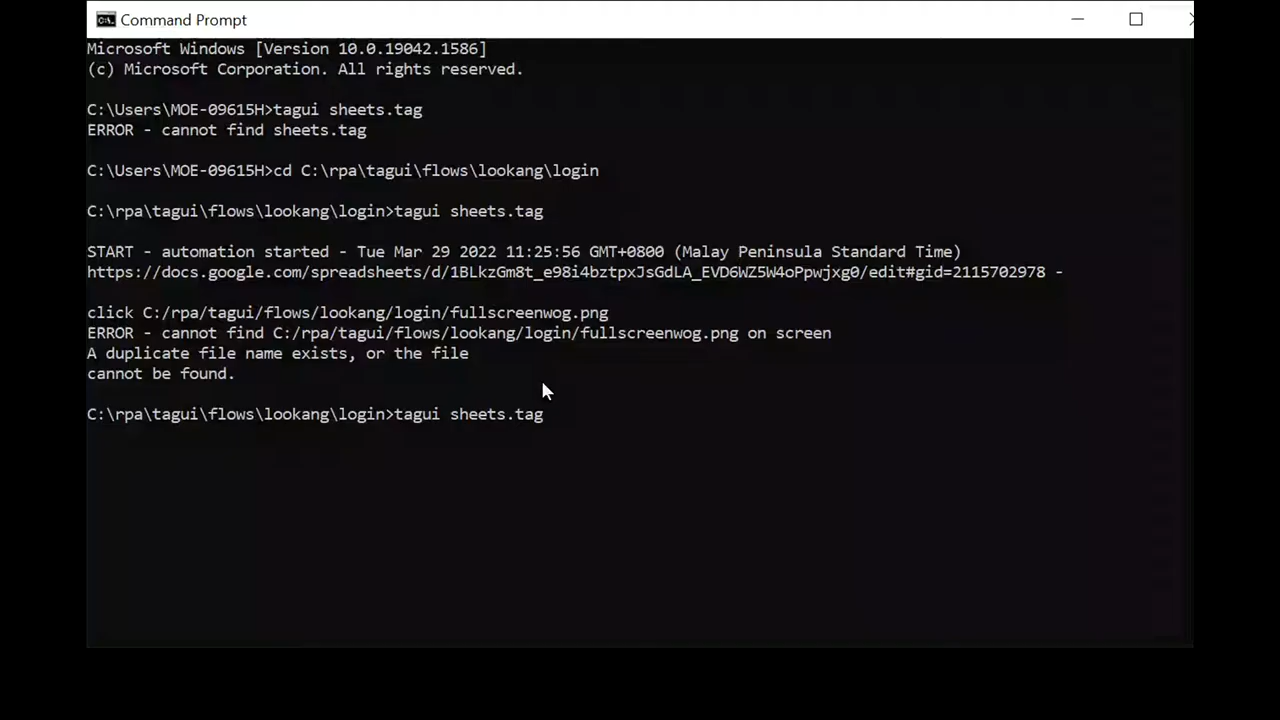 Command Prompt
Microsoft Windows [Version 10.0.19042.1586]
(c) Microsoft Corporation. All rights reserved.
C:\Users\MOE-09615H>tagui sheets.tag
ERROR - cannot find sheets.tag
C:\Users\MOE-09615H>cd C:\rpa\tagui\flows\lookang\login
C:\rpa\tagui\flows\lookang\login>tagui sheets.tag
START - automation started - Tue Mar 29 2022 11:25:56 GMT+0800 (Malay Peninsula Standard Time)
https://docs.google.com/spreadsheets/d/1BLkzGm8t_e98i4bztpxJsGdLA_EVD6WZ5W4oPpwjxg0/edit#gid=2115702978 -
click C:/rpa/tagui/flows/lookang/login/fullscreenwog.png
ERROR - cannot find C:/rpa/tagui/flows/lookang/login/fullscreenwog.png on screen
A duplicate file name exists, or the file
cannot be found.
C:\rpa\tagui\flows\lookang\login>tagui sheets.tag